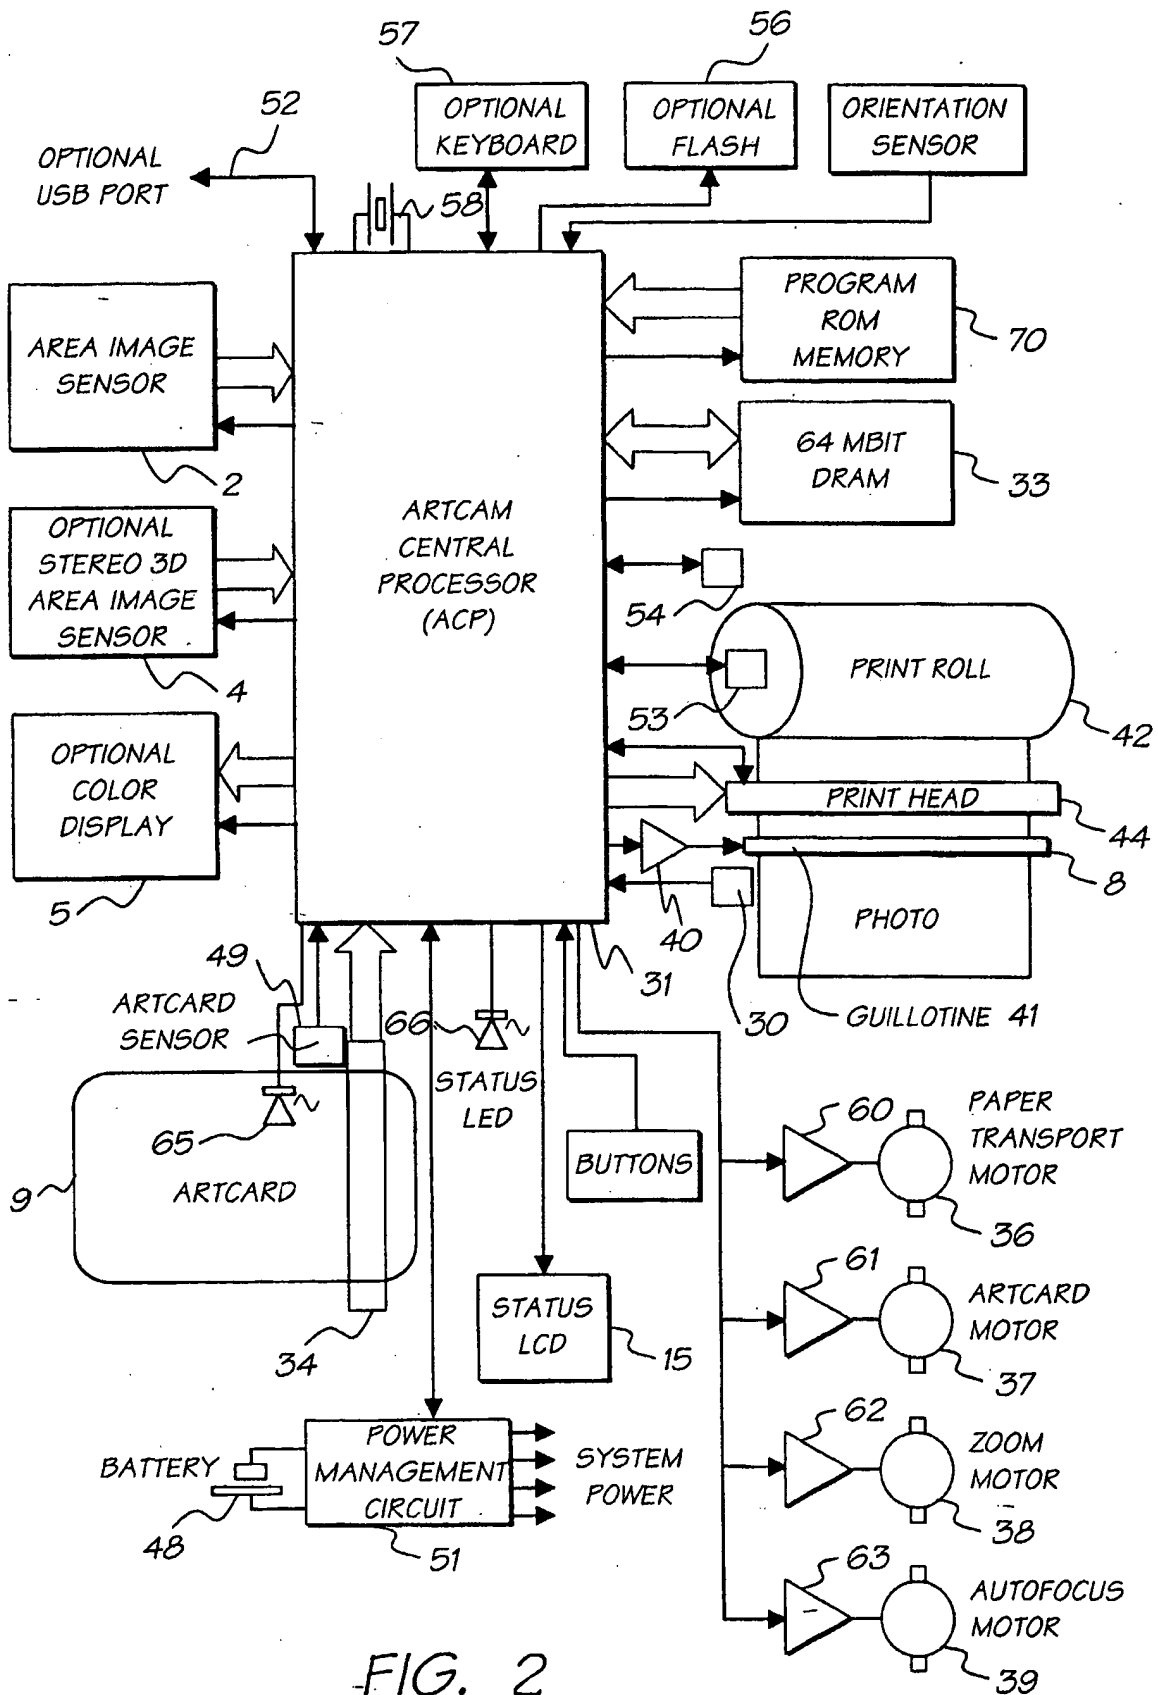 57
56
52
OPTIONAL
KEYBOARD
OPTIONAL
FLASH
ORIENTATION
SENSOR
OPTIONAL
USB PORT
58
AREA IMAGE
SENSOR
2
PROGRAM
ROM
MEMORY
70
64 MBIT
DRAM
33
OPTIONAL
STEREO 3D
AREA IMAGE
SENSOR
4
ARTCAM
CENTRAL
PROCESSOR
(ACP)
54
PRINT ROLL
53
42
OPTIONAL
COLOR
DISPLAY
5
PRINT HEAD
44
8
40
PHOTO
31
30
GUILLOTINE 41
49
ARTCARD
SENSOR
66
STATUS
LED
65
9
ARTCARD
34
BUTTONS
STATUS
LCD
15
60
PAPER
TRANSPORT
MOTOR
36
61
ARTCARD
MOTOR
37
62
ZOOM
MOTOR
38
63
AUTOFOCUS
MOTOR
39
BATTERY
48
POWER
MANAGEMENT
CIRCUIT
51
SYSTEM
POWER
FIG. 2